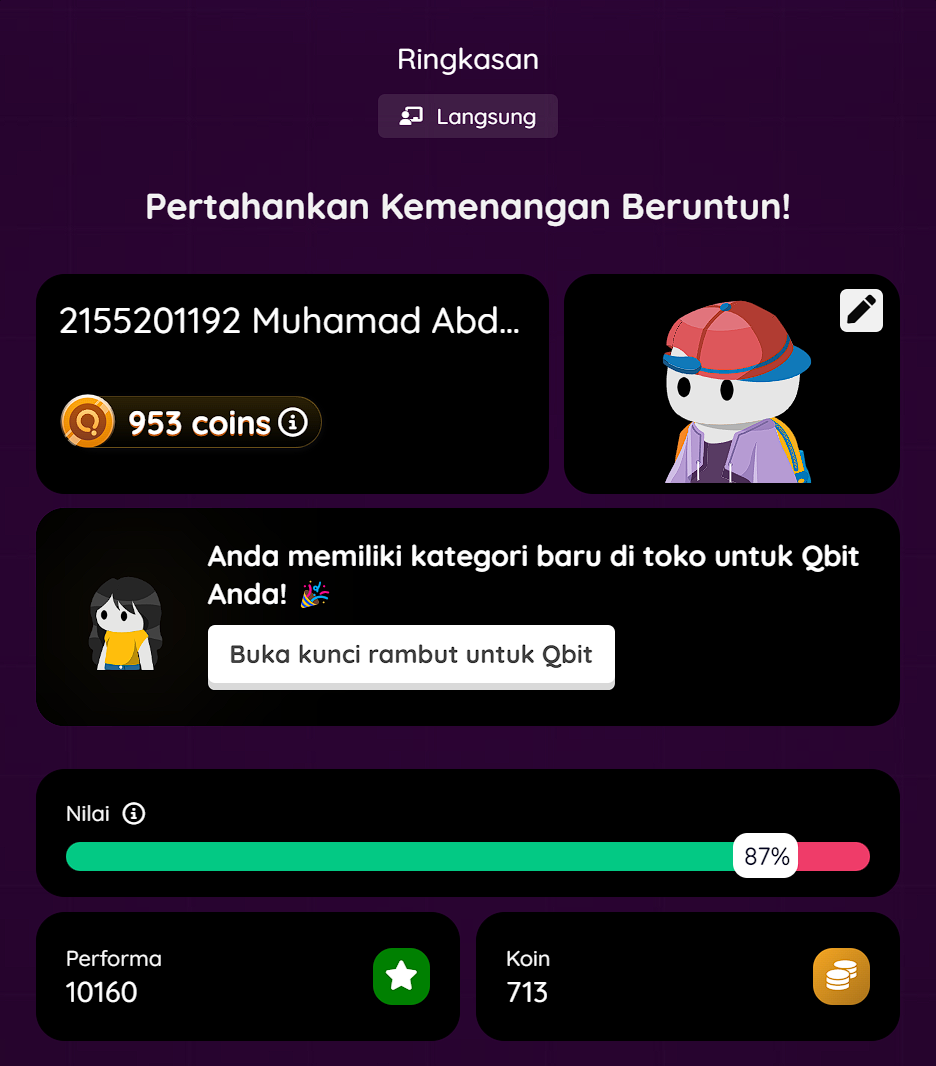 Ringkasan
Langsung
Pertahankan Kemenangan Beruntun!
2155201192 Muhamad Abd...
953 coins
Anda memiliki kategori baru di toko untuk Qbit
Anda! 🎉
Buka kunci rambut untuk Qbit
Nilai
87%
Performa
10160
Koin
713